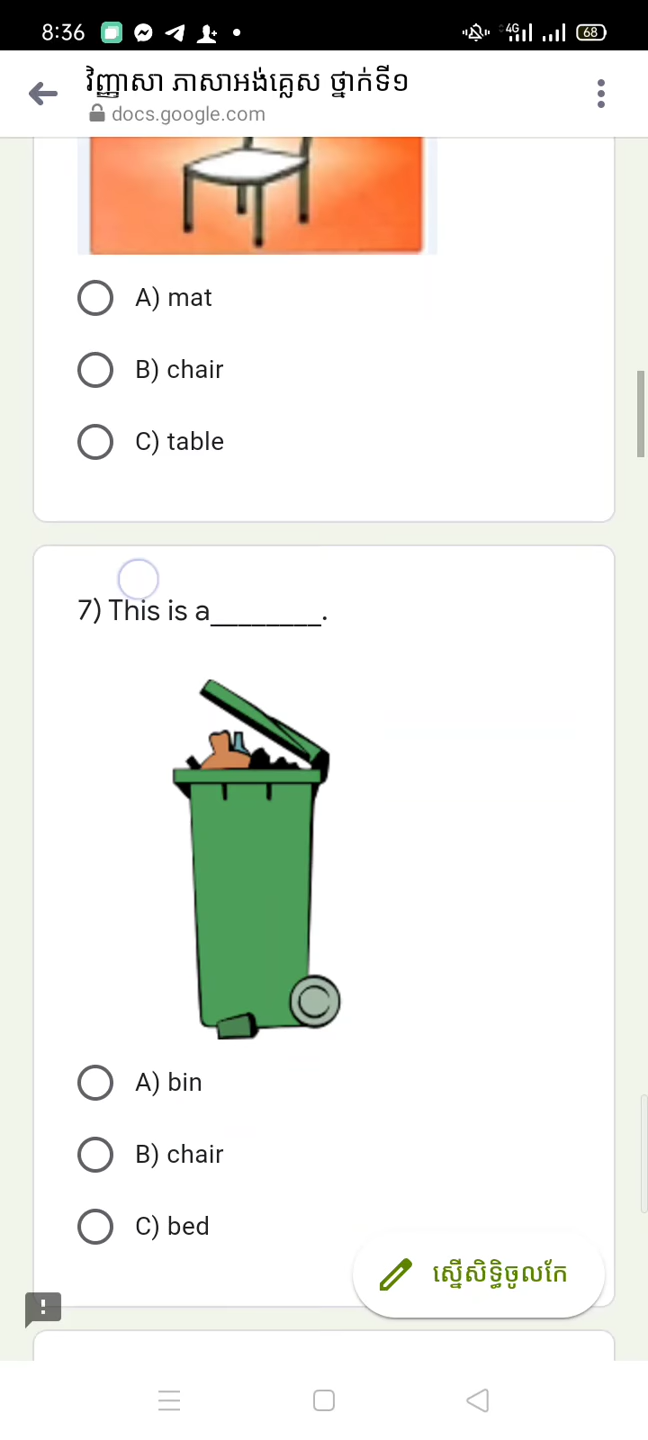 8:36
4G
68
វិញ្ញាសា ភាសាអង់គ្លេស ថ្នាក់ទី១
docs.google.com
A) mat
B) chair
C) table
7) This is a________.
A) bin
B) chair
C) bed
ស្នើសិទ្ធិចូលកែ